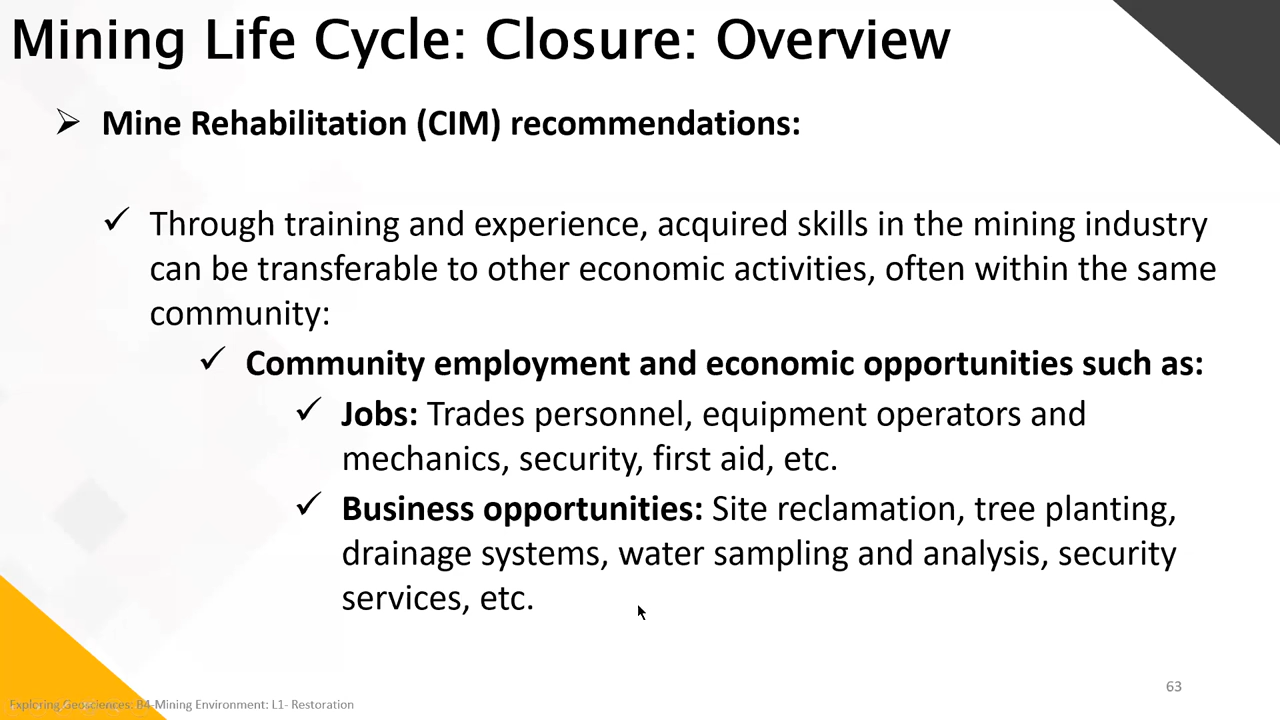 Mining Life Cycle: Closure: Overview
Mine Rehabilitation (CIM) recommendations:
Through training and experience, acquired skills in the mining industry
can be transferable to other economic activities, often within the same
community:
Community employment and economic opportunities such as:
Jobs: Trades personnel, equipment operators and
mechanics, security, first aid, etc.
Business opportunities: Site reclamation, tree planting,
drainage systems, water sampling and analysis, security
services, etc.
63
Exploring Geosciences: B4-Mining Environment: L1- Restoration